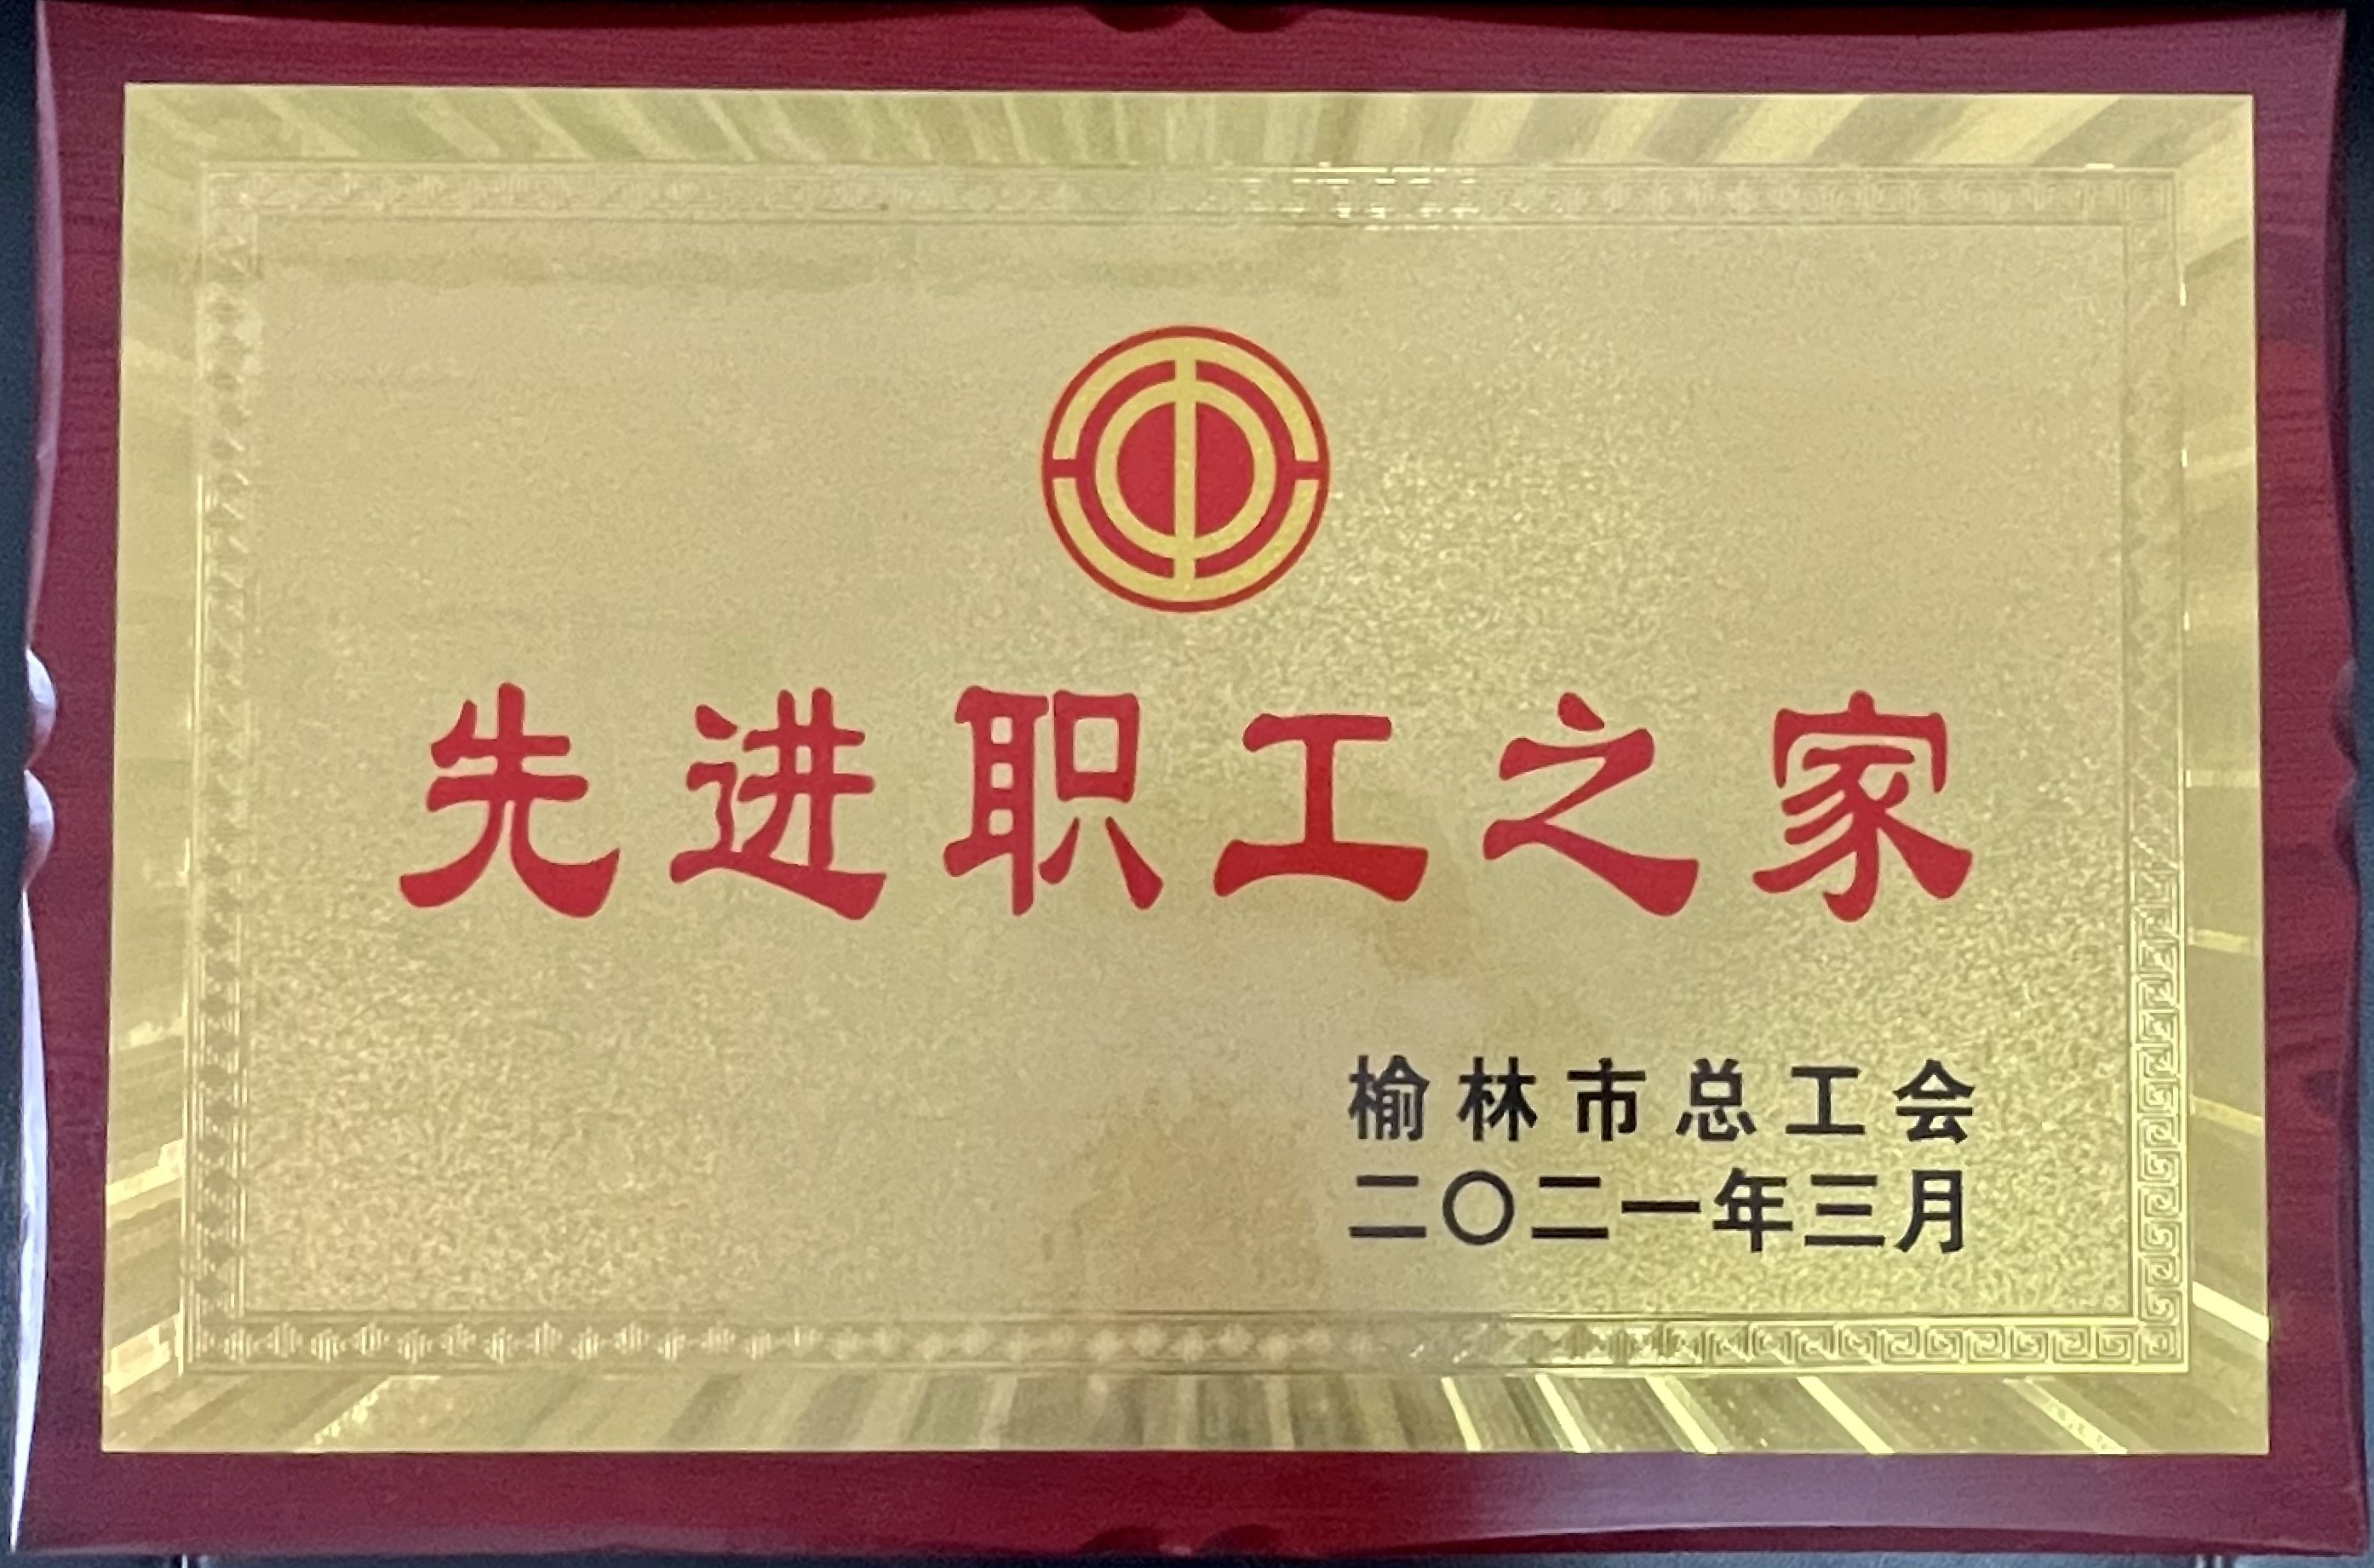 先进职工之家
榆林市总工会
二〇二一年三月